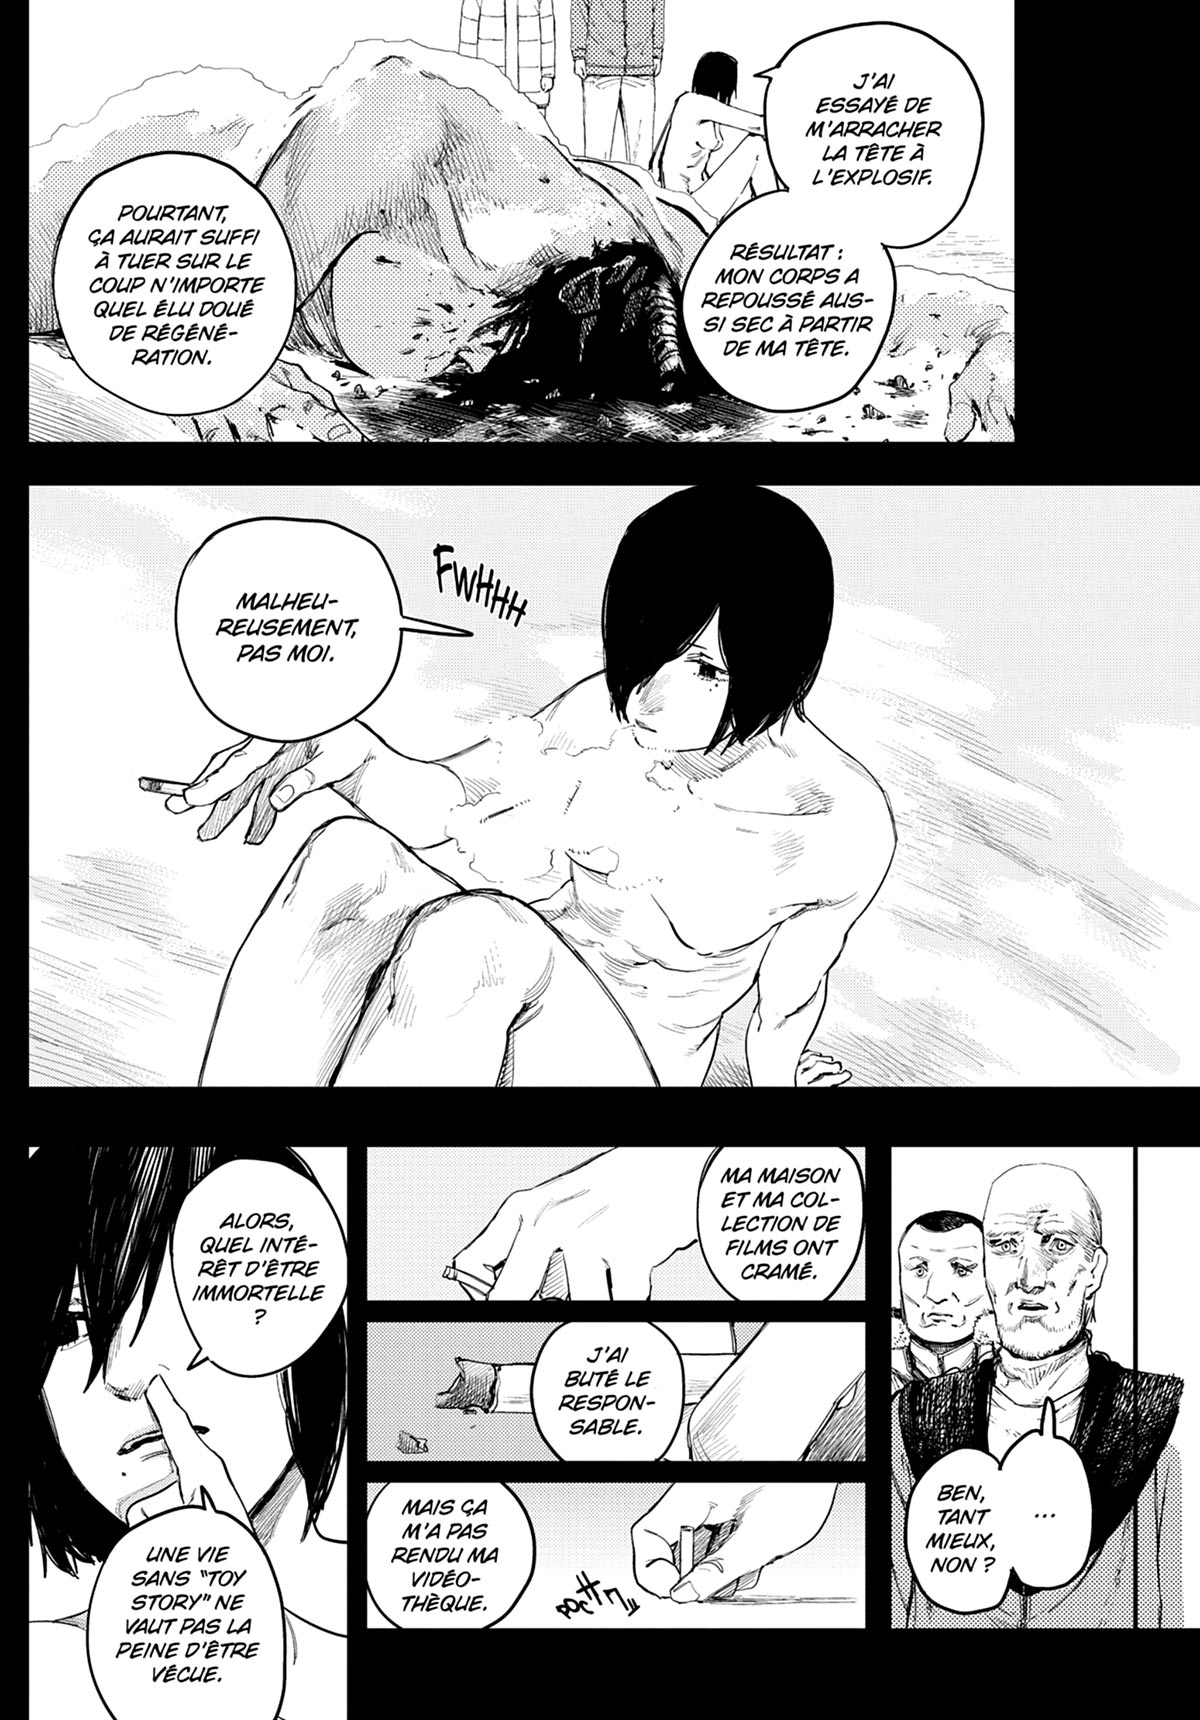 J'AI
ESSAYÉ DE
M'ARRACHER
LA TÊTE À
L'EXPLOSIF.
RÉSULTAT :
MON CORPS A
REPOUSSÉ AUS-
SI SEC À PARTIR
DE MA TÊTE.
POURTANT,
ÇA AURAIT SUFFI
À TUER SUR LE
COUP N'IMPORTE
QUEL ÉLU DOUÉ
DE RÉGÉNÉ-
RATION.
FWHHH
MALHEU-
REUSEMENT,
PAS MOI.
...
BEN,
TANT
MIEUX,
NON ?
MA MAISON
ET MA COL-
LECTION DE
FILMS ONT
CRAMÉ.
J'AI
BUTÉ LE
RESPON-
SABLE.
MAIS ÇA
M'A PAS
RENDU MA
VIDÉO-
THÈQUE.
ALORS,
QUEL INTÉ-
RÊT D'ÊTRE
IMMORTELLE
?
UNE VIE
SANS "TOY
STORY" NE
VAUT PAS LA
PEINE D'ÊTRE
VÉCUE.